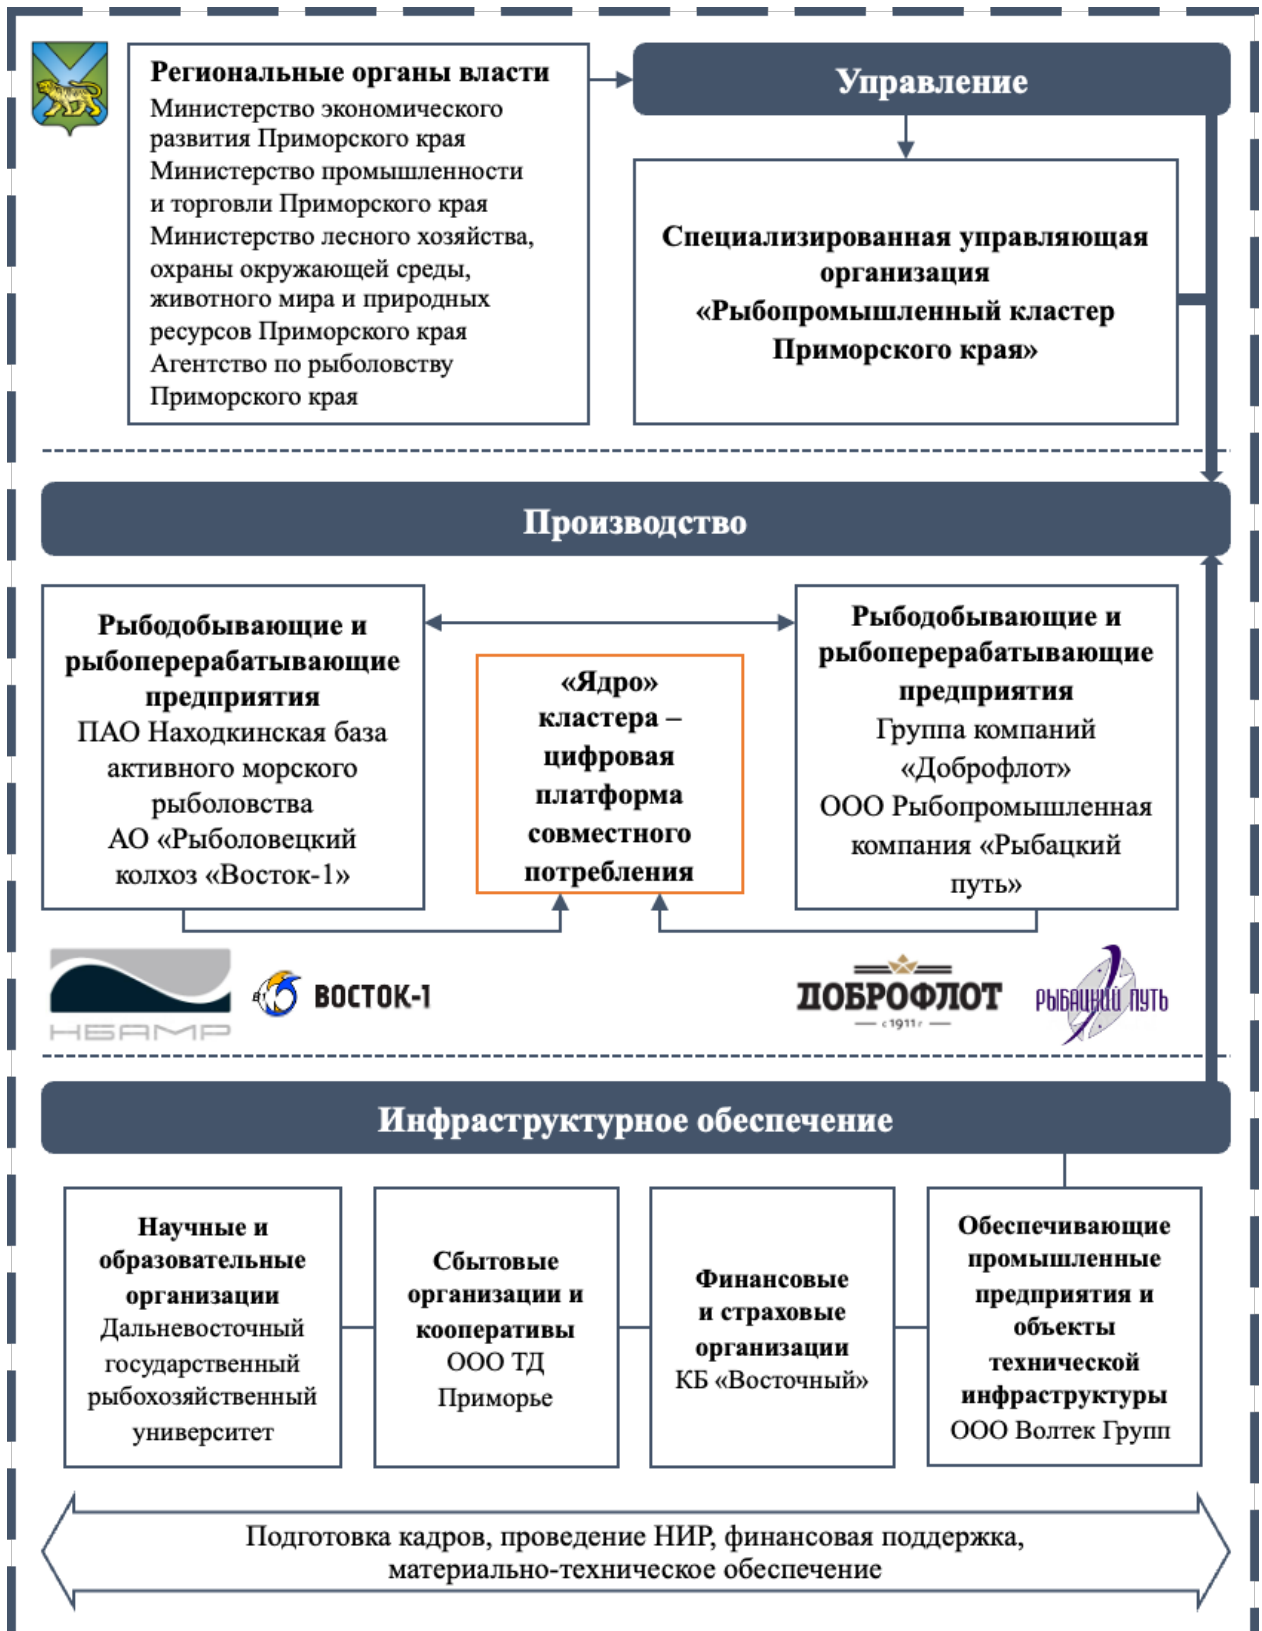 Региональные органы власти
Министерство экономического
развития Приморского края
Министерство промышленности
и торговли Приморского края
Министерство лесного хозяйства,
охраны окружающей среды,
животного мира и природных
ресурсов Приморского края
Агентство по рыболовству
Приморского края
Управление
Специализированная управляющая
организация
«Рыбопромышленный кластер
Приморского края»
Производство
Рыбодобывающие и
рыбоперерабатывающие
предприятия
ПАО Находкинская база
активного морского
рыболовства
АО «Рыболовецкий
колхоз «Восток-1»
«Ядро»
кластера –
цифровая
платформа
совместного
потребления
Рыбодобывающие и
рыбоперерабатывающие
предприятия
Группа компаний
«Доброфлот»
ООО Рыбопромышленная
компания «Рыбацкий
путь»
НБАМР
В1
ВОСТОК-1
ДОБРОФЛОТ
с 1911 г
РЫБАЦКИЙ ПУТЬ
Инфраструктурное обеспечение
Научные и
образовательные
организации
Дальневосточный
государственный
рыбохозяйственный
университет
Сбытовые
организации и
кооперативы
ООО ТД
Приморье
Финансовые
и страховые
организации
КБ «Восточный»
Обеспечивающие
промышленные
предприятия и
объекты
технической
инфраструктуры
ООО Волтек Групп
Подготовка кадров, проведение НИР, финансовая поддержка,
материально-техническое обеспечение